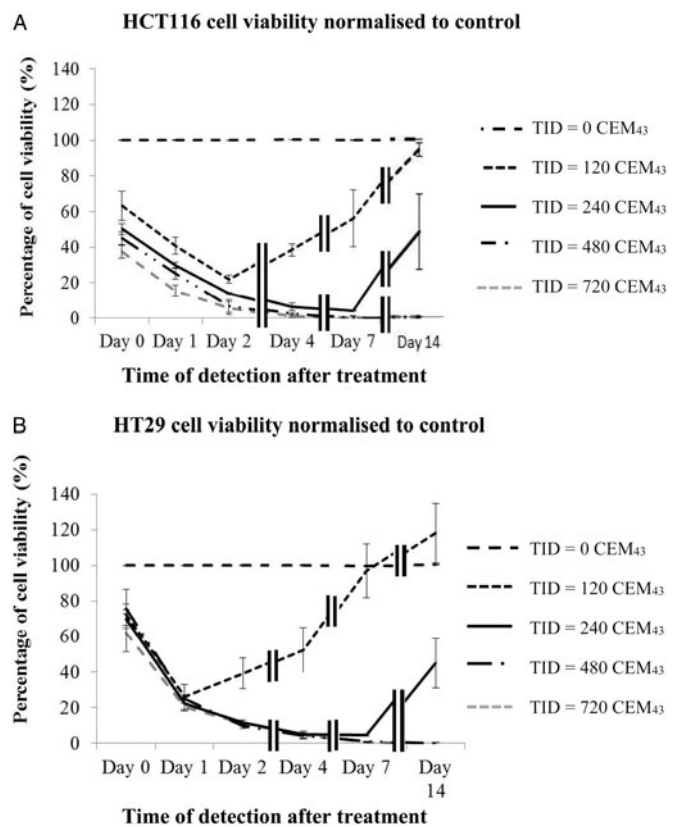 A
HCT116 cell viability normalised to control
Percentage of cell viability (%)
140
120
100
80
60
40
20
0
Day 0 Day 1 Day 2 Day 4 Day 7 Day 14
Time of detection after treatment
TID = 0 CEM₄₃
TID = 120 CEM₄₃
TID = 240 CEM₄₃
TID = 480 CEM₄₃
TID = 720 CEM₄₃
B
HT29 cell viability normalised to control
Percentage of cell viability (%)
140
120
100
80
60
40
20
0
Day 0 Day 1 Day 2 Day 4 Day 7 Day
14
Time of detection after treatment
TID = 0 CEM₄₃
TID = 120 CEM₄₃
TID = 240 CEM₄₃
TID = 480 CEM₄₃
TID = 720 CEM₄₃